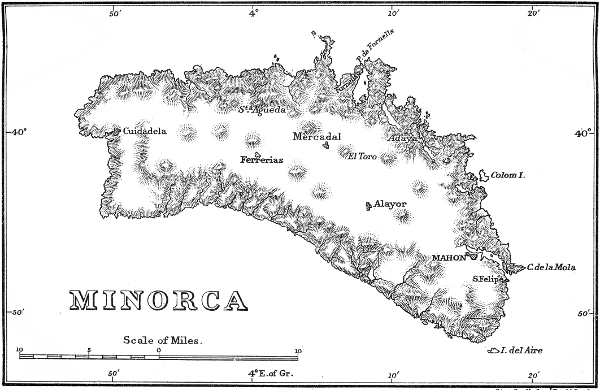 50' 4° 10' 20'
P. de Fornells
Sta. Agueda
40° Cuidadela Mercadal Adaya 40°
Ferrerias El Toro
Colom I.
Alayor
MAHON C. de la Mola
S. Felipe
MINORCA
50' 50'
Scale of Miles.
I. del Aire
10 5 0 10
50' 4° E. of Gr. 10' 20'